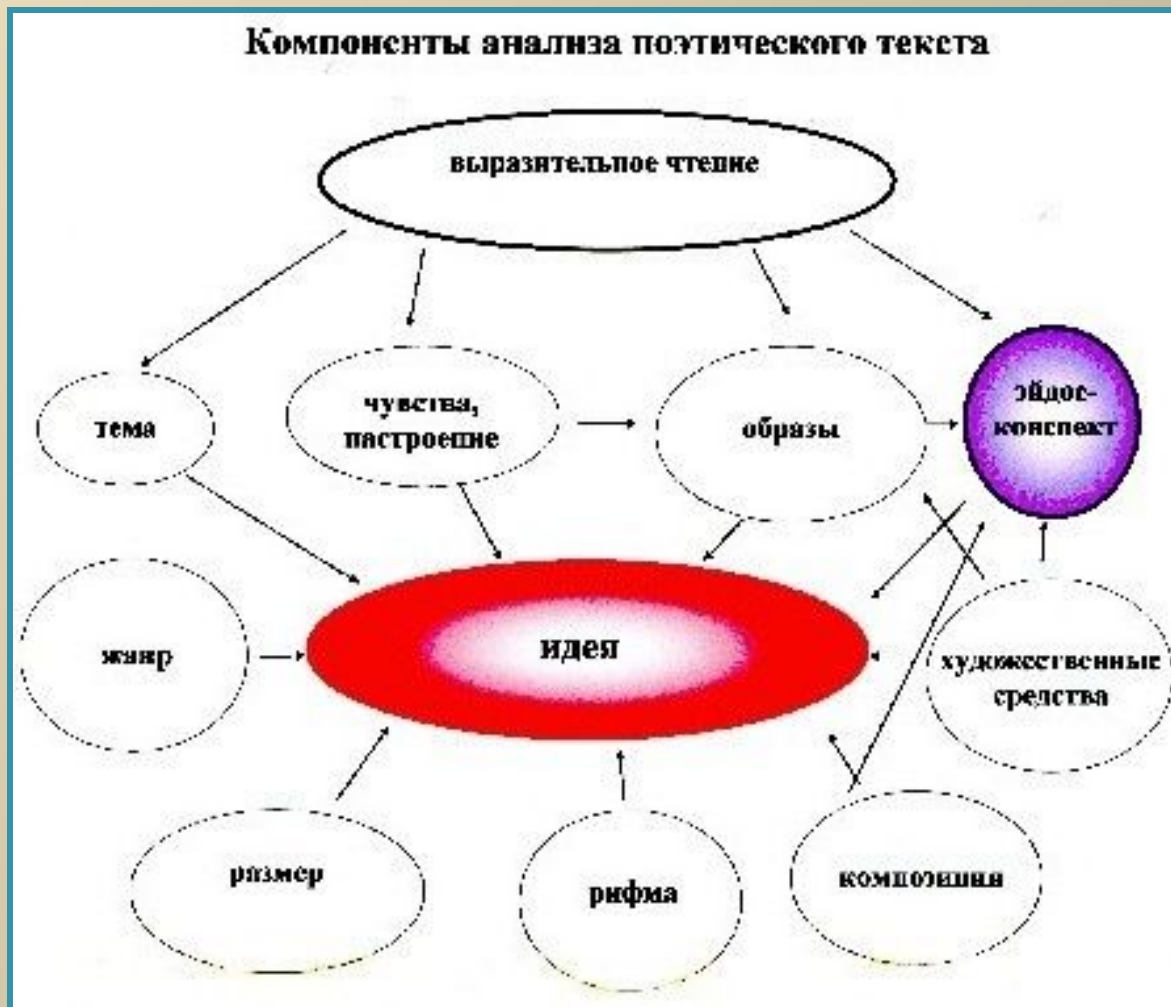 Компоненты анализа поэтического текста
выразительное чтение
тема
чувства,
настроение
образы
эйдос-
конспект
жанр
идея
художественные
средства
размер
рифма
композиция